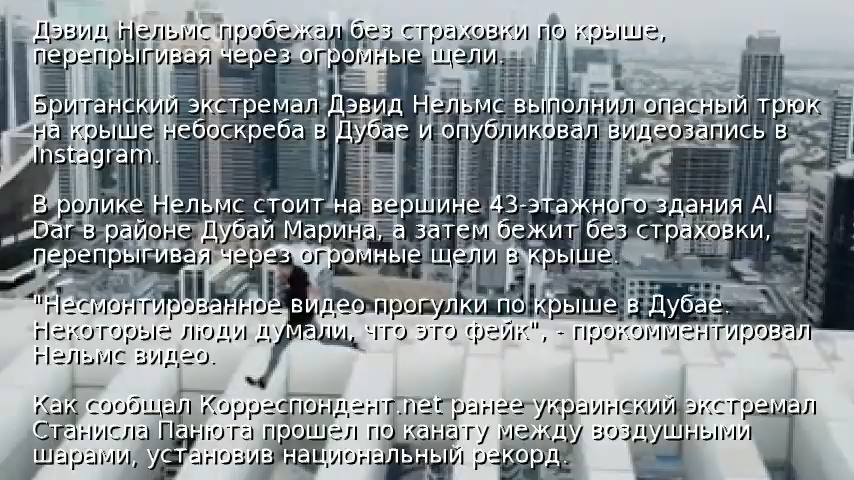 Дэвид Нельмс пробежал без страховки по крыше,
перепрыгивая через огромные щели.
Британский экстремал Дэвид Нельмс выполнил опасный трюк
на крыше небоскреба в Дубае и опубликовал видеозапись в
Instagram.
В ролике Нельмс стоит на вершине 43-этажного здания Al
Dar в районе Дубай Марина, а затем бежит без страховки,
перепрыгивая через огромные щели в крыше.
"Несмонтированное видео прогулки по крыше в Дубае.
Некоторые люди думали, что это фейк", - прокомментировал
Нельмс видео.
Как сообщал Корреспондент.net ранее украинский экстремал
Станисла Панюта прошел по канату между воздушными
шарами, установив национальный рекорд.